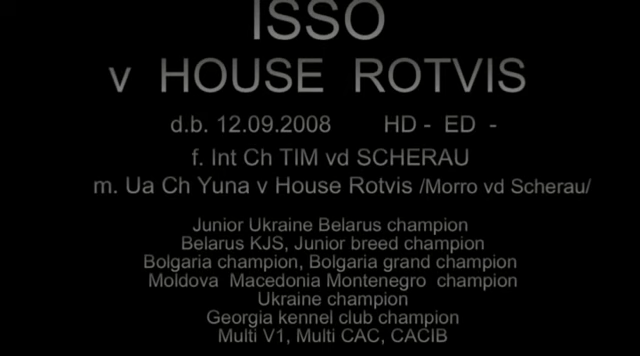 ISSO
v HOUSE ROTVIS
d.b. 12.09.2008 HD - ED -
f. Int Ch TIM vd SCHERAU
m. Ua Ch Yuna v House Rotvis /Morro vd Scherau/
Junior Ukraine Belarus champion
Belarus KJS, Junior breed champion
Bolgaria champion, Bolgaria grand champion
Moldova Macedonia Montenegro champion
Ukraine champion
Georgia kennel club champion
Multi V1, Multi CAC, CACIB